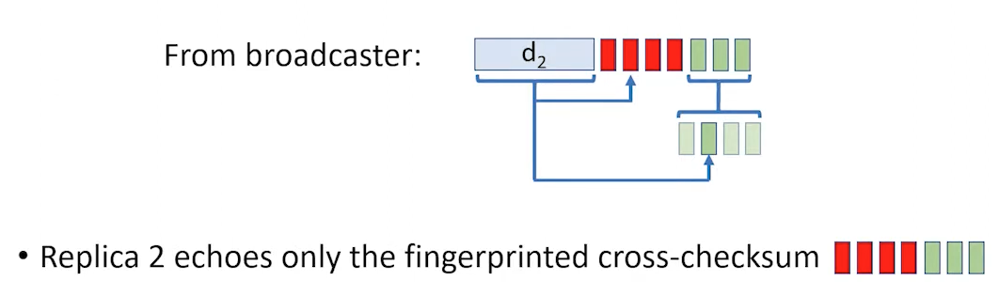 From broadcaster:
d₂
• Replica 2 echoes only the fingerprinted cross-checksum